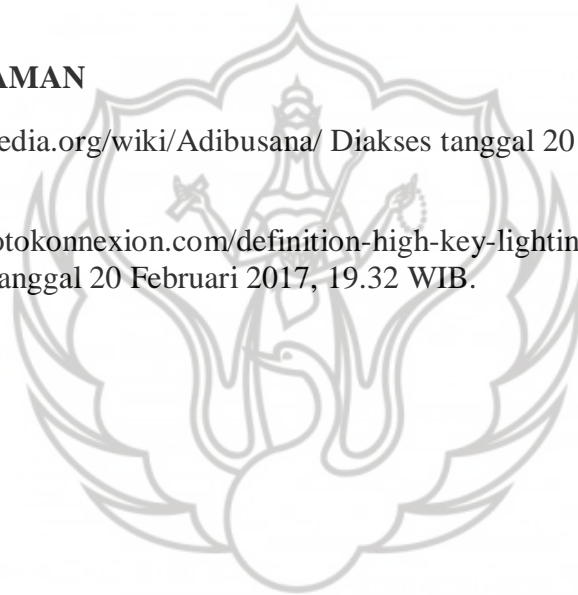 AMAN
edia.org/wiki/Adibusana/ Diakses tanggal 20
otokonnexion.com/definition-high-key-lightin
anggal 20 Februari 2017, 19.32 WIB.